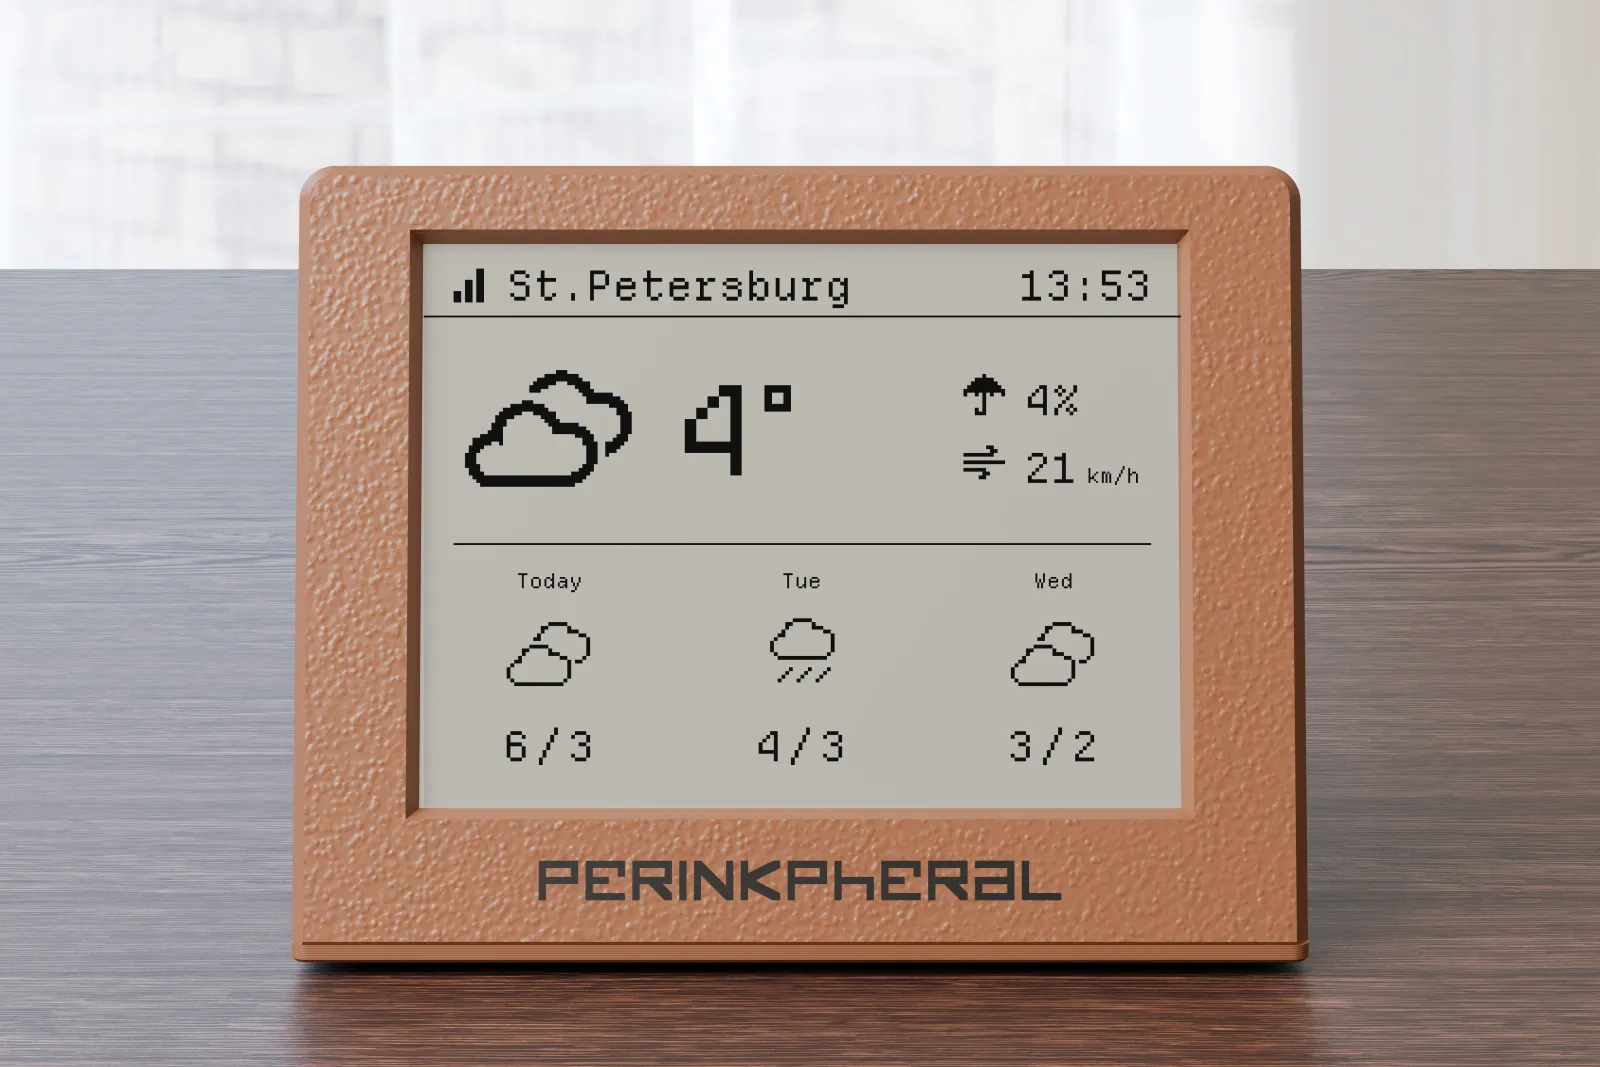 St.Petersburg 13:53
4° 4%
21 km/h
Today Tue Wed
6/3 4/3 3/2
PERINKPHERAL